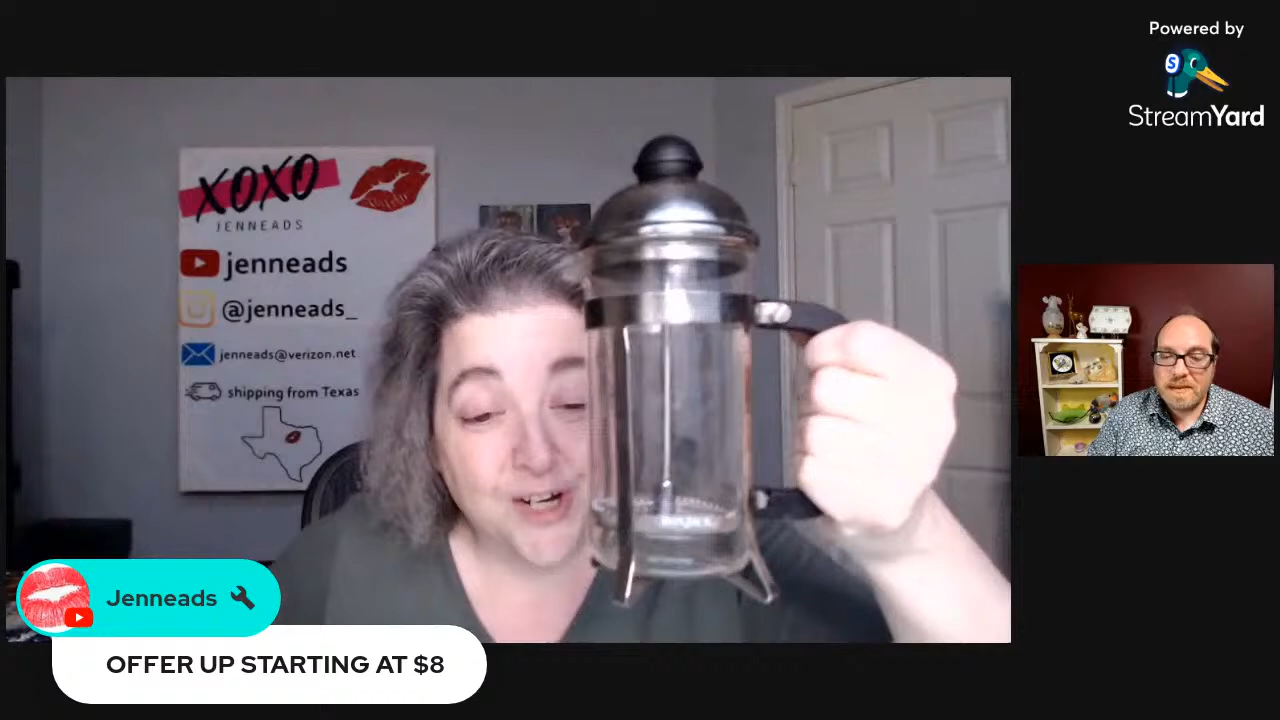 Powered by
StreamYard
XOXO
JENNEADS
jenneads
@jenneads_
jenneads@verizon.net
shipping from Texas
Jenneads
OFFER UP STARTING AT $8